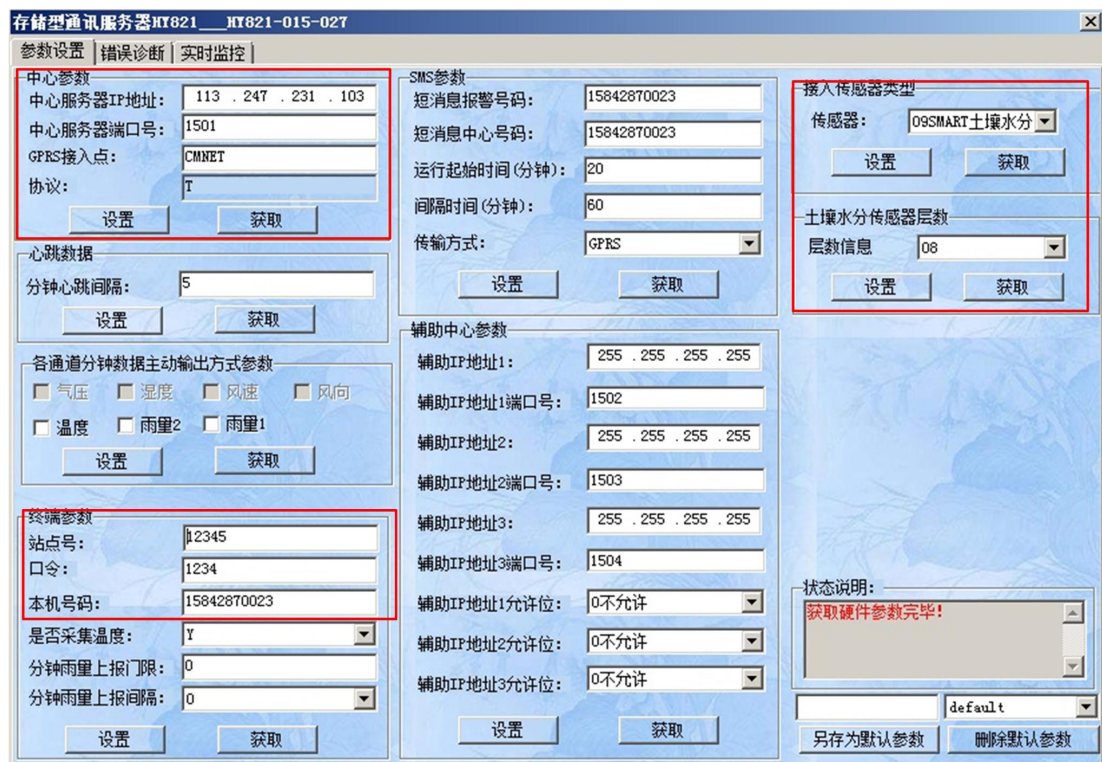 存储型通讯服务器HY821___HY821-015-027
参数设置 错误诊断 实时监控
中心参数
中心服务器IP地址: 113 . 247 . 231 . 103
中心服务器端口号: 1501
GPRS接入点: CMNET
协议: T
设置 获取
心跳数据
分钟心跳间隔: 5
设置 获取
各通道分钟数据主动输出方式参数
气压 湿度 风速 风向
温度 雨量2 雨量1
设置 获取
终端参数
站点号: 12345
口令: 1234
本机号码: 15842870023
是否采集温度: Y
分钟雨量上报门限: 0
分钟雨量上报间隔: 0
设置 获取
SMS参数
短消息报警号码: 15842870023
短消息中心号码: 15842870023
运行起始时间(分钟): 20
间隔时间(分钟): 60
传输方式: GPRS
设置 获取
辅助中心参数
辅助IP地址1: 255 . 255 . 255 . 255
辅助IP地址1端口号: 1502
辅助IP地址2: 255 . 255 . 255 . 255
辅助IP地址2端口号: 1503
辅助IP地址3: 255 . 255 . 255 . 255
辅助IP地址3端口号: 1504
辅助IP地址1允许位: 0不允许
辅助IP地址2允许位: 0不允许
辅助IP地址3允许位: 0不允许
设置 获取
接入传感器类型
传感器: 09SMART土壤水分
设置 获取
土壤水分传感器层数
层数信息 08
设置 获取
状态说明:
获取硬件参数完毕!
default
另存为默认参数 删除默认参数